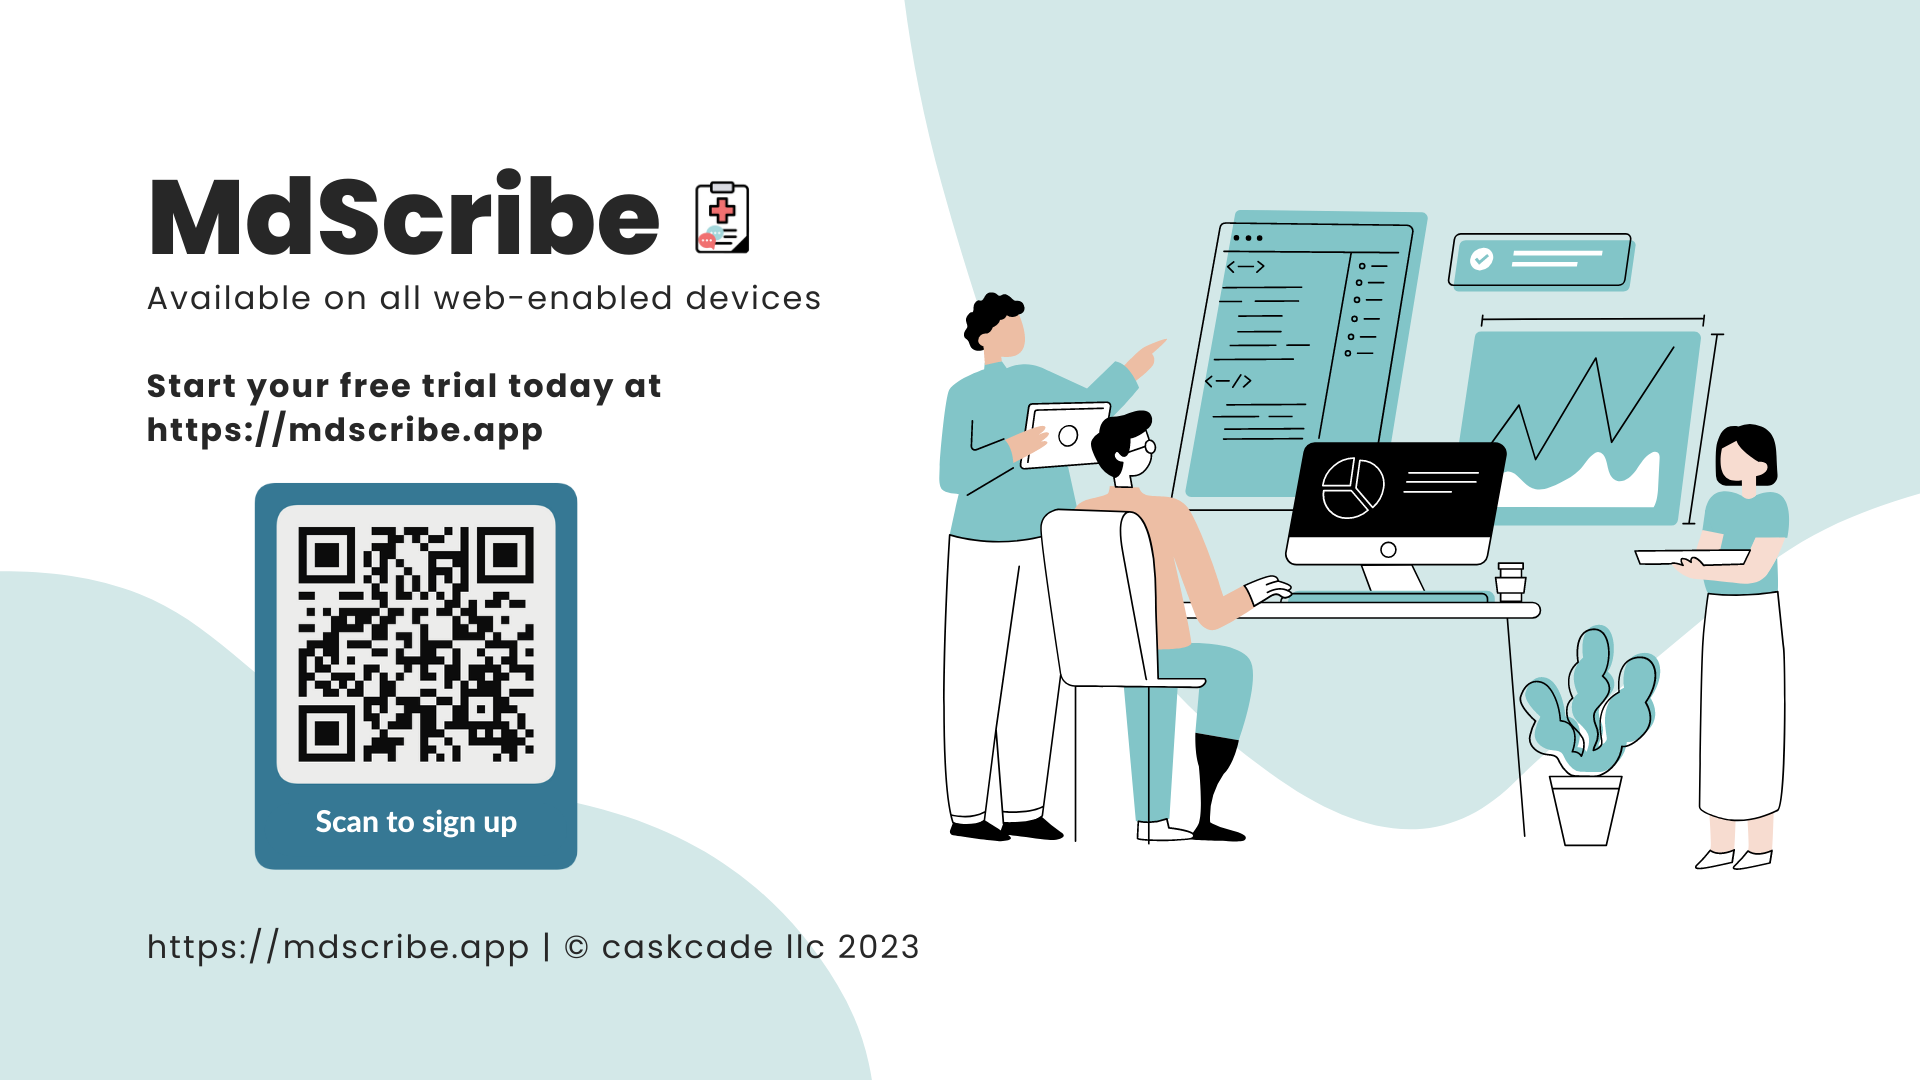 MdScribe
Available on all web-enabled devices
Start your free trial today at
https://mdscribe.app
Scan to sign up
https://mdscribe.app | © caskcade llc 2023